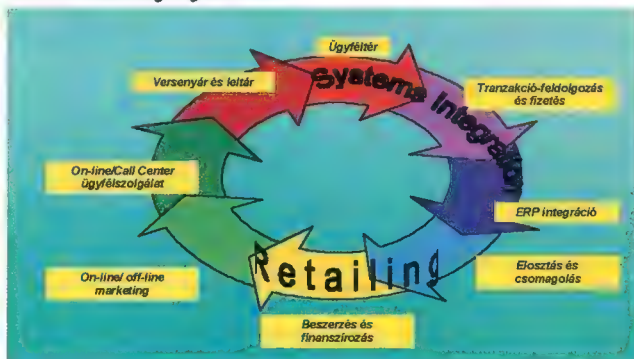 Ügyféltér
Versenyár és leltár
Systems Integration
Tranzakció-feldolgozás
és fizetés
On-line/Call Center
ügyfélszolgálat
ERP integráció
Retailing
On-line/ off-line
marketing
Elosztás és
csomagolás
Beszerzés és
finanszírozás